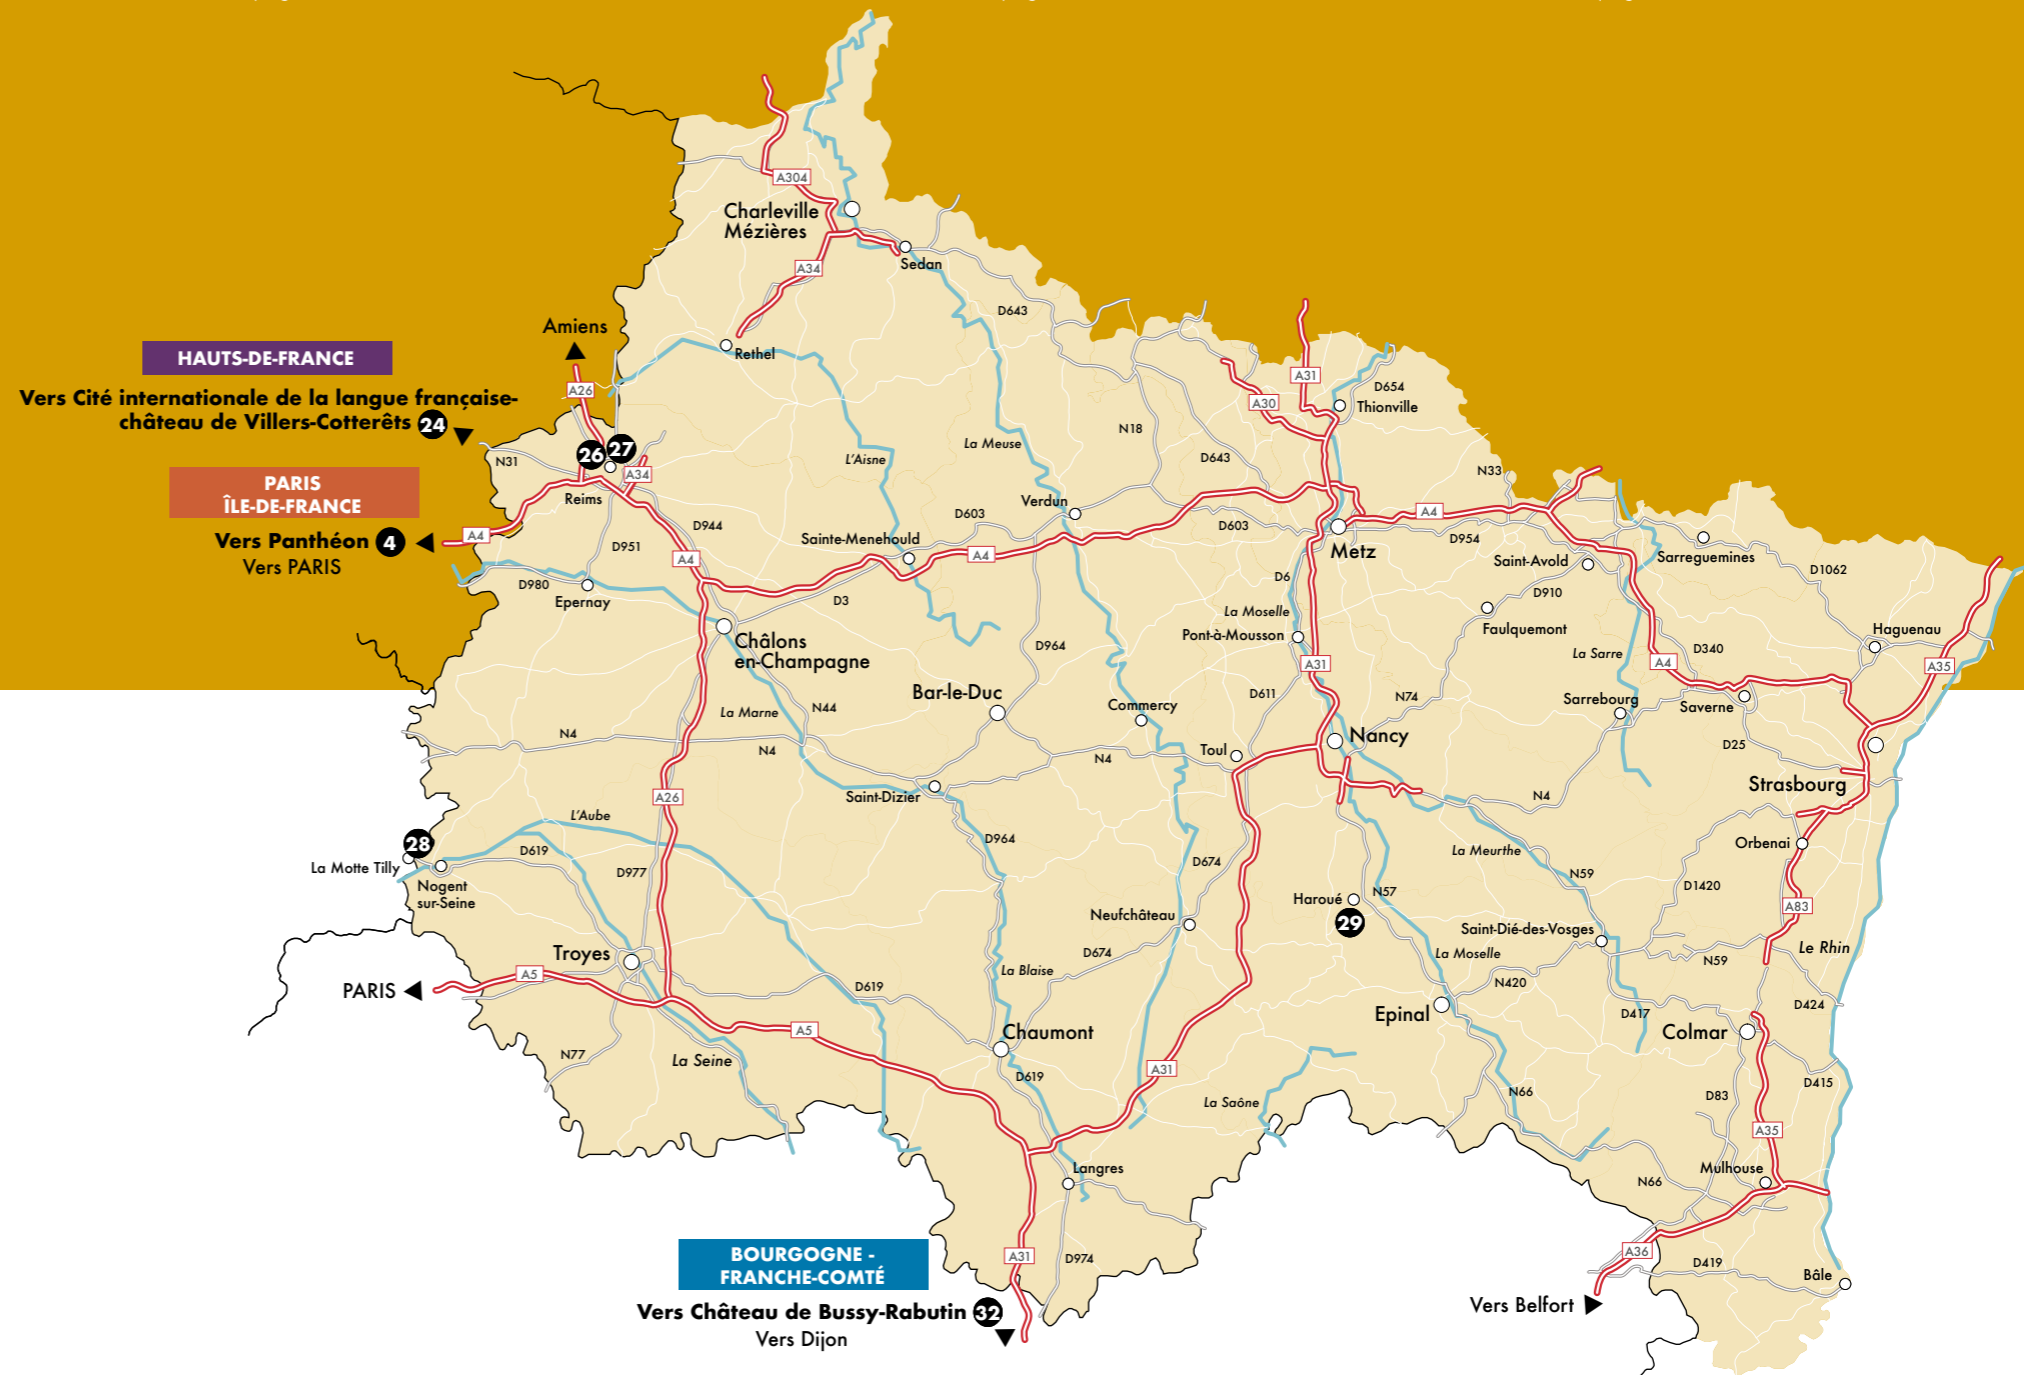 A304
Charleville
Mézières
Sedan
A34
D643
Amiens
HAUTS-DE-FRANCE
Rethel
A26
A31
D654
Vers Cité internationale de la langue française-
château de Villers-Cotterêts 24
A30
Thionville
N18
La Meuse
26
27
N31
L'Aisne
D643
A34
N33
PARIS
ÎLE-DE-FRANCE
Reims
Verdun
A4
D603
D603
D944
A4
Vers Panthéon 4
Vers PARIS
Sainte-Menehould
D954
Metz
D951
A4
A4
Saint-Avold
Sarreguemines
D1062
D980
Epernay
D3
D6
D910
La Moselle
Faulquemont
Haguenau
Châlons
en-Champagne
Pont-à-Mousson
D964
La Sarre
D340
A31
A4
A35
Bar-le-Duc
D611
N74
Sarrebourg
Saverne
La Marne
N44
Commercy
N4
N4
Toul
Nancy
D25
N4
Saint-Dizier
A26
N4
Strasbourg
L'Aube
28
D619
D964
La Meurthe
Orbenai
La Motte Tilly
D977
D674
N59
Nogent
sur-Seine
Haroué
N57
D1420
29
Neufchâteau
A83
Saint-Dié-des-Vosges
Troyes
D674
La Moselle
Le Rhin
A5
La Blaise
N59
PARIS
D619
N420
D424
Epinal
D417
A5
Chaumont
Colmar
N77
La Seine
D619
A31
La Saône
N66
D83
D415
A35
Langres
Mulhouse
N66
BOURGOGNE -
FRANCHE-COMTÉ
A31
D974
A36
D419
Bâle
Vers Château de Bussy-Rabutin 32
Vers Dijon
Vers Belfort